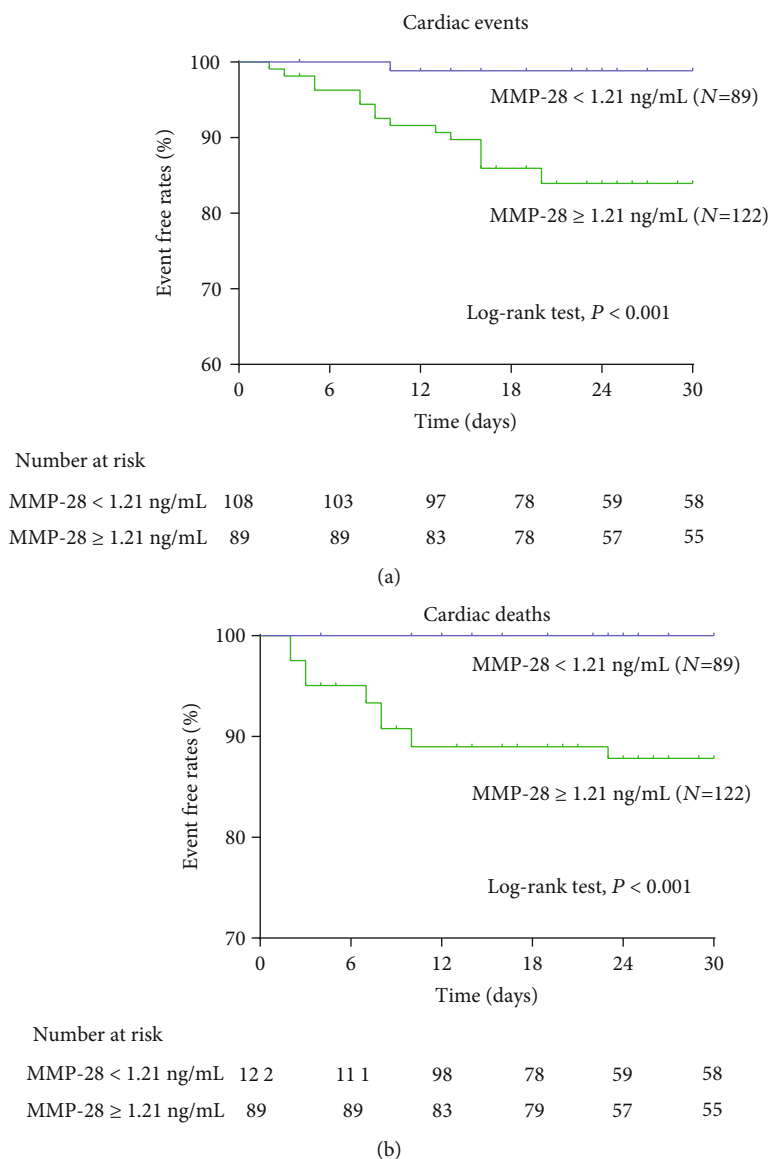 Cardiac events
100
90
80
70
60
Event free rates (%)
MMP-28 < 1.21 ng/mL (N=89)
MMP-28 ≥ 1.21 ng/mL (N=122)
Log-rank test, P < 0.001
0 6 12 18 24 30
Time (days)
Number at risk
MMP-28 < 1.21 ng/mL 108 103 97 78 59 58
MMP-28 ≥ 1.21 ng/mL 89 89 83 78 57 55
(a)
Cardiac deaths
100
90
80
70
Event free rates (%)
MMP-28 < 1.21 ng/mL (N=89)
MMP-28 ≥ 1.21 ng/mL (N=122)
Log-rank test, P < 0.001
0 6 12 18 24 30
Time (days)
Number at risk
MMP-28 < 1.21 ng/mL 12 2 11 1 98 78 59 58
MMP-28 ≥ 1.21 ng/mL 89 89 83 79 57 55
(b)